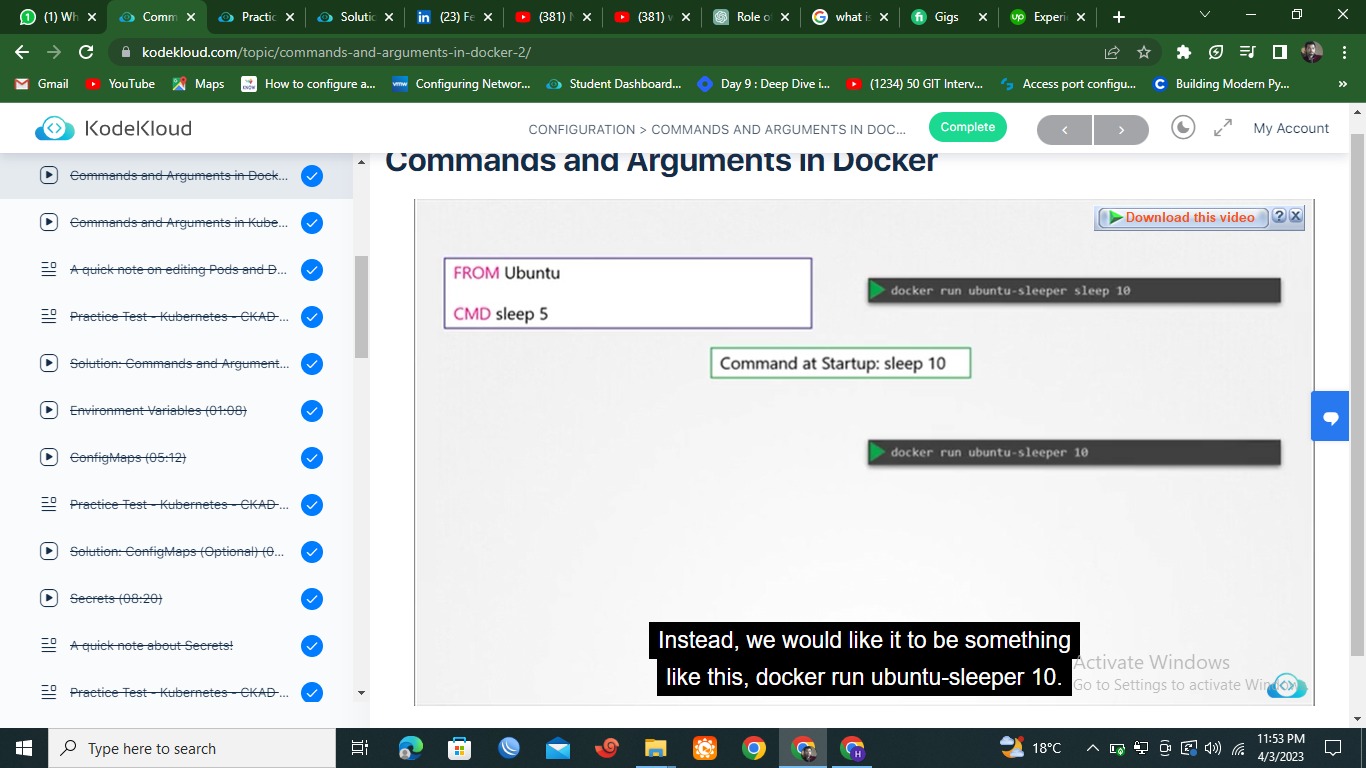 (1) Wh
Comm
Practic
Solutic
(23) Fe
(381) N
(381) w
Role o
what is
Gigs
Experi
kodekloud.com/topic/commands-and-arguments-in-docker-2/
Gmail
YouTube
Maps
How to configure a...
Configuring Networ...
Student Dashboard...
Day 9 : Deep Dive i...
(1234) 50 GIT Interv...
Access port configu...
Building Modern Py...
»
KodeKloud
CONFIGURATION > COMMANDS AND ARGUMENTS IN DOC...
Complete
My Account
Commands and Arguments in Dock...
Commands and Arguments in Kube...
A quick note on editing Pods and D...
Practice Test - Kubernetes - CKAD ...
Solution: Commands and Argument...
Environment Variables (01:08)
ConfigMaps (05:12)
Practice Test - Kubernetes - CKAD ...
Solution: ConfigMaps (Optional) (0...
Secrets (08:20)
A quick note about Secrets!
Practice Test - Kubernetes - CKAD ...
Commands and Arguments in Docker
Download this video
? X
FROM Ubuntu
CMD sleep 5
docker run ubuntu-sleeper sleep 10
Command at Startup: sleep 10
docker run ubuntu-sleeper 10
Instead, we would like it to be something
like this, docker run ubuntu-sleeper 10.
Activate Windows
Go to Settings to activate Windows.
Type here to search
18°C
11:53 PM
4/3/2023